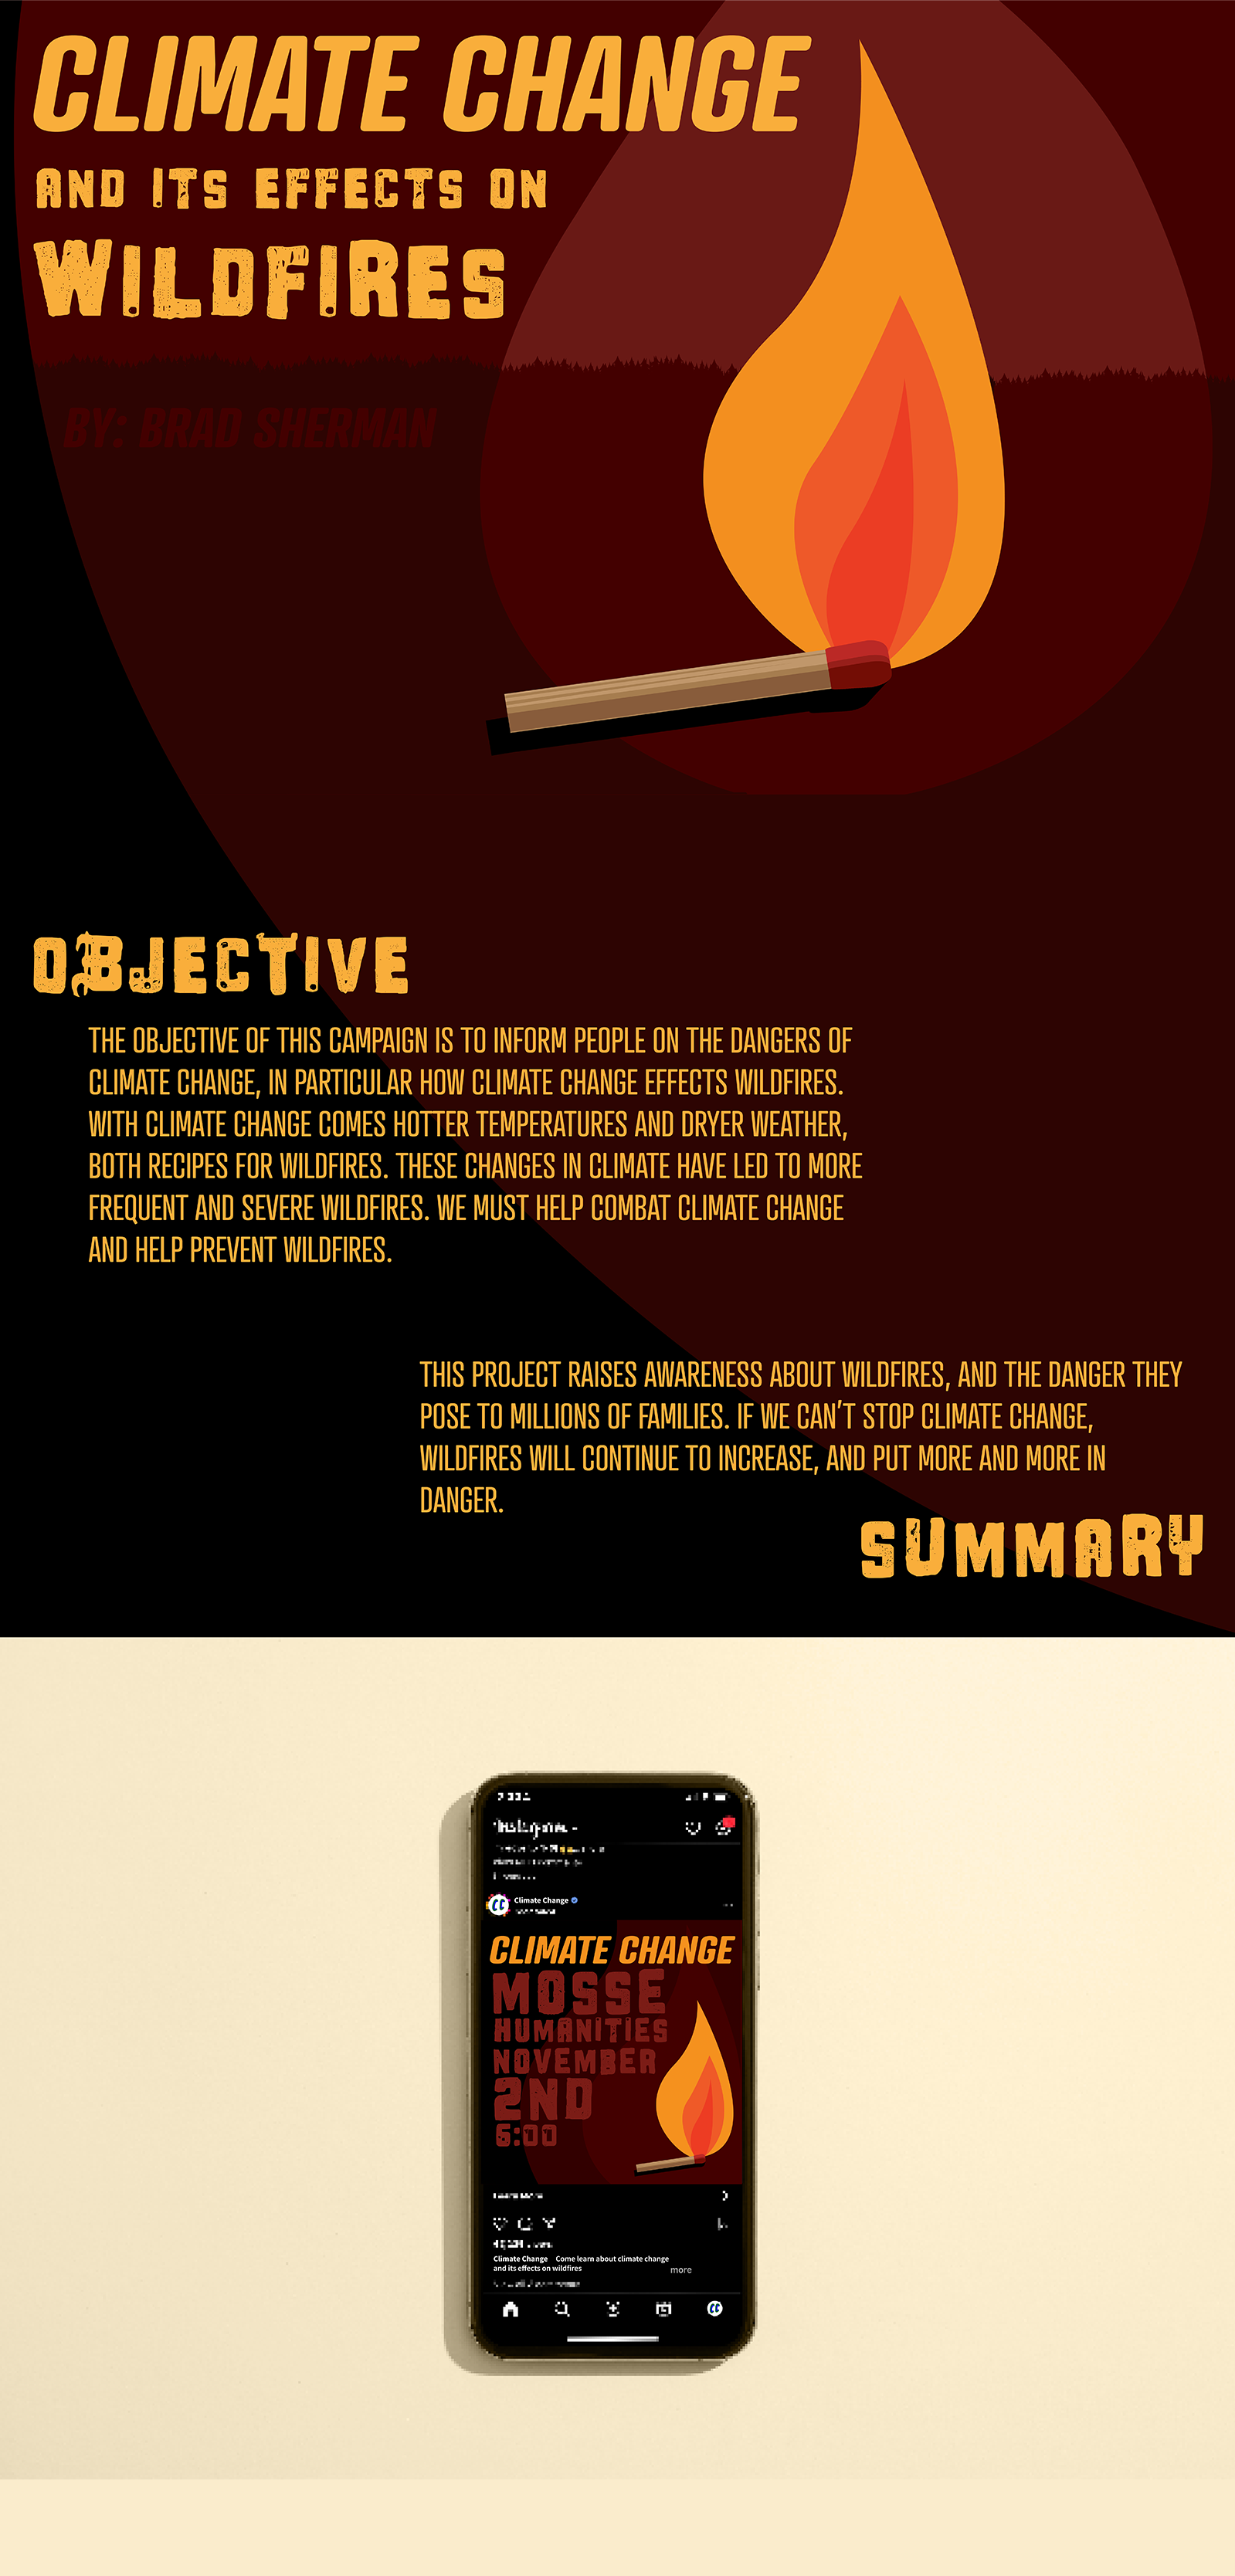 CLIMATE CHANGE
AND ITS EFFECTS ON
WILDFIRES
BY: BRAD SHERMAN
OBJECTIVE
THE OBJECTIVE OF THIS CAMPAIGN IS TO INFORM PEOPLE ON THE DANGERS OF
CLIMATE CHANGE, IN PARTICULAR HOW CLIMATE CHANGE EFFECTS WILDFIRES.
WITH CLIMATE CHANGE COMES HOTTER TEMPERATURES AND DRYER WEATHER,
BOTH RECIPES FOR WILDFIRES. THESE CHANGES IN CLIMATE HAVE LED TO MORE
FREQUENT AND SEVERE WILDFIRES. WE MUST HELP COMBAT CLIMATE CHANGE
AND HELP PREVENT WILDFIRES.
THIS PROJECT RAISES AWARENESS ABOUT WILDFIRES, AND THE DANGER THEY
POSE TO MILLIONS OF FAMILIES. IF WE CAN'T STOP CLIMATE CHANGE,
WILDFIRES WILL CONTINUE TO INCREASE, AND PUT MORE AND MORE IN
DANGER.
SUMMARY
Instagram
CC Climate Change
CLIMATE CHANGE
MOSSE
HUMANITIES
NOVEMBER
2ND
6:00
Climate Change Come learn about climate change
and its effects on wildfires more
CC